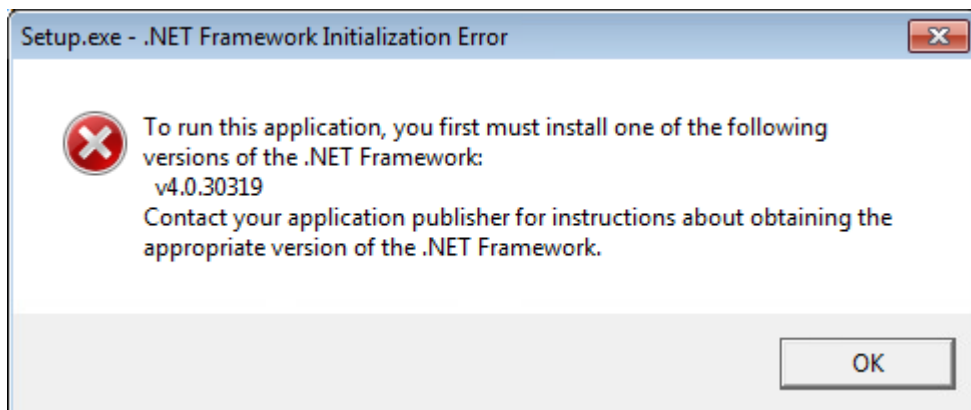 Setup.exe - .NET Framework Initialization Error
To run this application, you first must install one of the following
versions of the .NET Framework:
v4.0.30319
Contact your application publisher for instructions about obtaining the
appropriate version of the .NET Framework.
OK